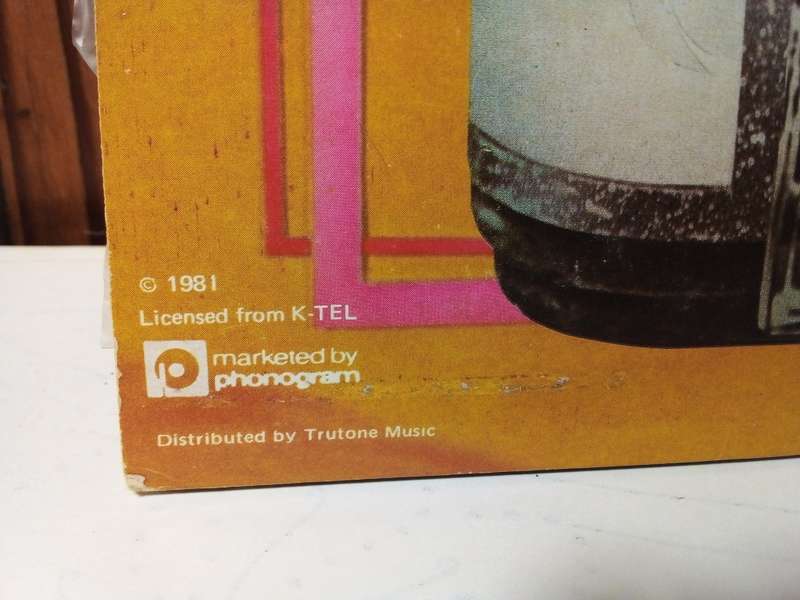 © 1981
Licensed from K-TEL
marketed by
phonogram
Distributed by Trutone Music